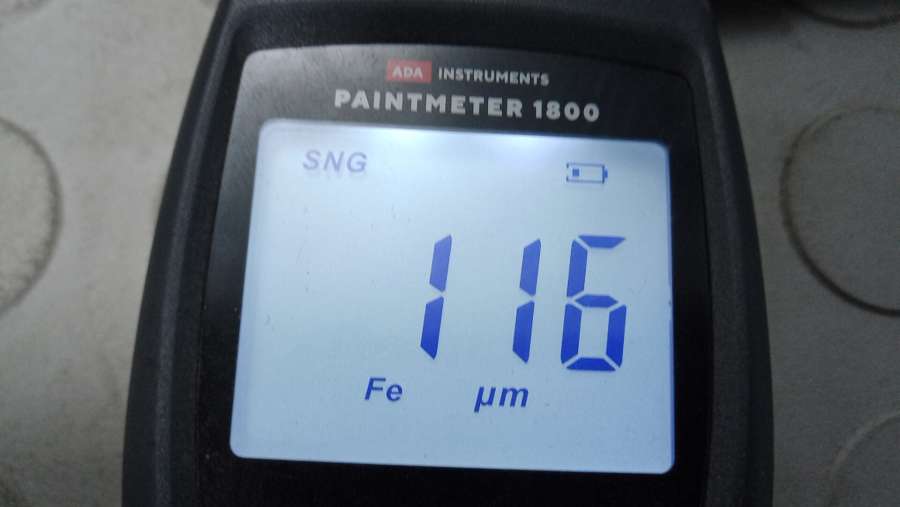 ADA INSTRUMENTS
PAINTMETER 1800
SNG
116
Fe µm